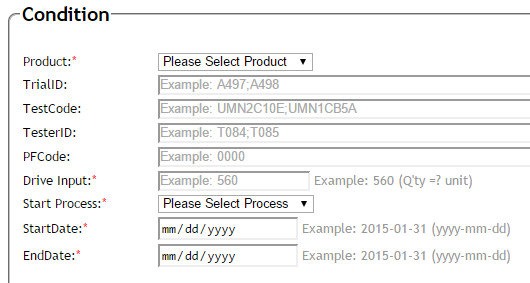 Condition
Product:* Please Select Product
TrialID: Example: A497;A498
TestCode: Example: UMN2C10E;UMN1CB5A
TesterID: Example: T084;T085
PFCode: Example: 0000
Drive Input:* Example: 560 Example: 560 (Q'ty =? unit)
Start Process:* Please Select Process
StartDate:* mm/dd/yyyy Example: 2015-01-31 (yyyy-mm-dd)
EndDate:* mm/dd/yyyy Example: 2015-01-31 (yyyy-mm-dd)